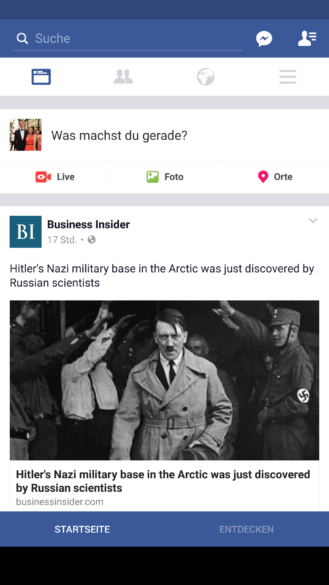 Suche
Was machst du gerade?
Live
Foto
Orte
BI
Business Insider
17 Std. •
Hitler's Nazi military base in the Arctic was just discovered by
Russian scientists
Hitler's Nazi military base in the Arctic was just discovered
by Russian scientists
businessinsider.com
STARTSEITE
ENTDECKEN